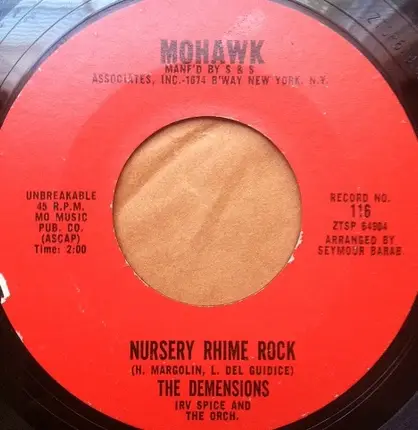 MOHAWK
MANF'D BY S & S
ASSOCIATES, INC.-1674 B'WAY NEW YORK, N.Y.
UNBREAKABLE
45 R.P.M.
MO MUSIC
PUB. CO.
(ASCAP)
Time: 2:00
RECORD NO.
116
ZTSP 64904
ARRANGED BY
SEYMOUR BARAB
NURSERY RHIME ROCK
(H. MARGOLIN, L. DEL GUIDICE)
THE DEMENSIONS
IRV SPICE AND
THE ORCH.